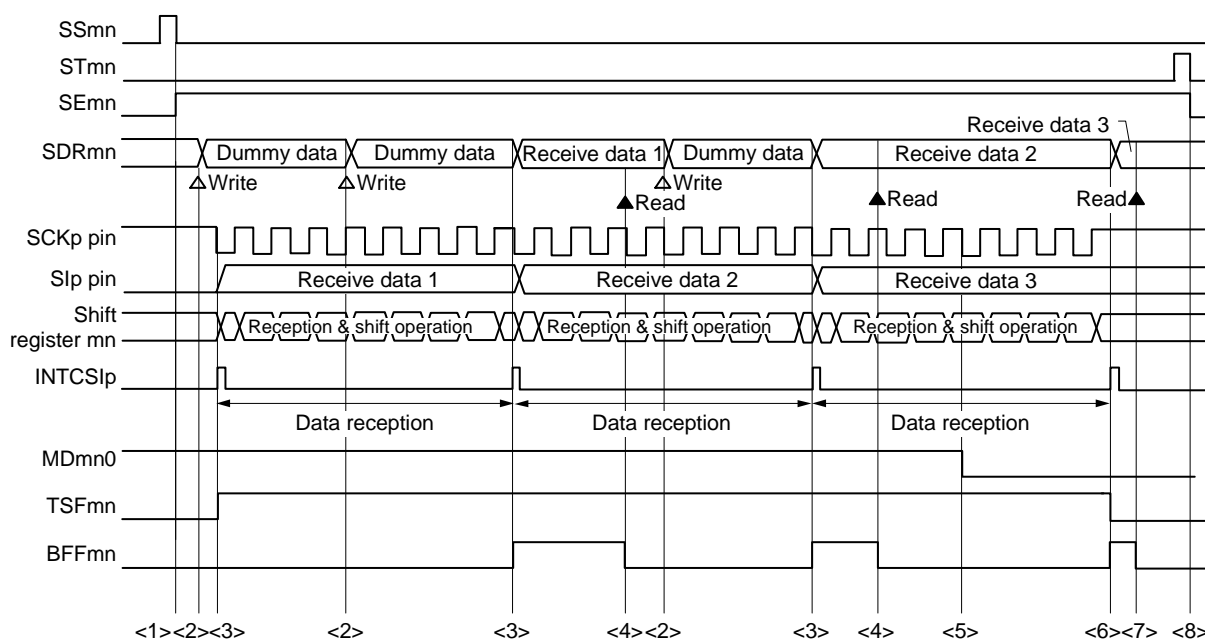 SSmn
STmn
SEmn
Receive data 3
SDRmn Dummy data Dummy data Receive data 1 Dummy data Receive data 2
Write Write Write
Read Read Read
SCKp pin
SIp pin Receive data 1 Receive data 2 Receive data 3
Shift
register mn Reception & shift operation Reception & shift operation Reception & shift operation
INTCSIp
Data reception Data reception Data reception
MDmn0
TSFmn
BFFmn
<1> <2> <3> <2> <3> <4> <2> <3> <4> <5> <6> <7> <8>